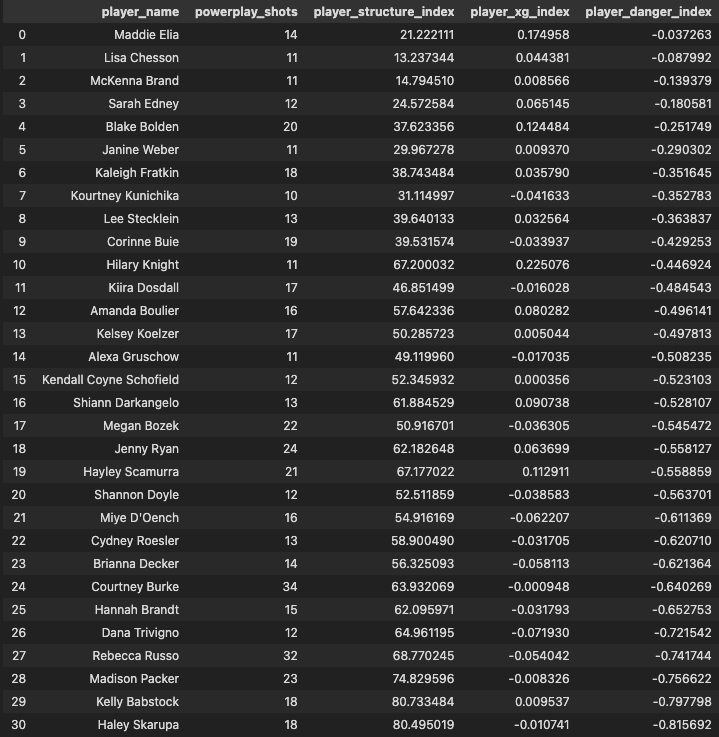 player_name powerplay_shots player_structure_index player_xg_index player_danger_index
0 Maddie Elia 14 21.222111 0.174958 -0.037263
1 Lisa Chesson 11 13.237344 0.044381 -0.087992
2 McKenna Brand 11 14.794510 0.008566 -0.139379
3 Sarah Edney 12 24.572584 0.065145 -0.180581
4 Blake Bolden 20 37.623356 0.124484 -0.251749
5 Janine Weber 11 29.967278 0.009370 -0.290302
6 Kaleigh Fratkin 18 38.743484 0.035790 -0.351645
7 Kourtney Kunichika 10 31.114997 -0.041633 -0.352783
8 Lee Stecklein 13 39.640133 0.032564 -0.363837
9 Corinne Buie 19 39.531574 -0.033937 -0.429253
10 Hilary Knight 11 67.200032 0.225076 -0.446924
11 Kiira Dosdall 17 46.851499 -0.016028 -0.484543
12 Amanda Boulier 16 57.642336 0.080282 -0.496141
13 Kelsey Koelzer 17 50.285723 0.005044 -0.497813
14 Alexa Gruschow 11 49.119960 -0.017035 -0.508235
15 Kendall Coyne Schofield 12 52.345932 0.000356 -0.523103
16 Shiann Darkangelo 13 61.884529 0.090738 -0.528107
17 Megan Bozek 22 50.916701 -0.036305 -0.545472
18 Jenny Ryan 24 62.182648 0.063699 -0.558127
19 Hayley Scamurra 21 67.177022 0.112911 -0.558859
20 Shannon Doyle 12 52.511859 -0.038583 -0.563701
21 Miye D'Oench 16 54.916169 -0.062207 -0.611369
22 Cydney Roesler 13 58.900490 -0.031705 -0.620710
23 Brianna Decker 14 56.325093 -0.058113 -0.621364
24 Courtney Burke 34 63.932069 -0.000948 -0.640269
25 Hannah Brandt 15 62.095971 -0.031793 -0.652753
26 Dana Trivigno 12 64.961195 -0.071930 -0.721542
27 Rebecca Russo 32 68.770245 -0.054042 -0.741744
28 Madison Packer 23 74.829596 -0.008326 -0.756622
29 Kelly Babstock 18 80.733484 0.009537 -0.797798
30 Haley Skarupa 18 80.495019 -0.010741 -0.815692